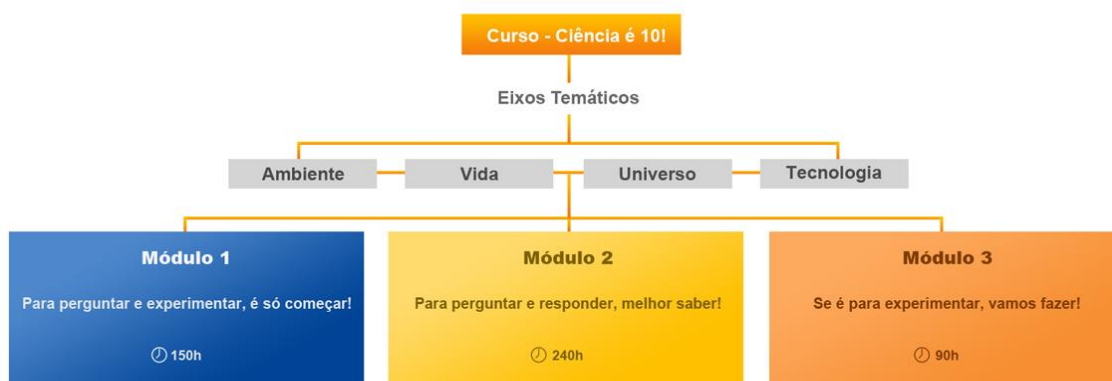 Curso - Ciência é 10!
Eixos Temáticos
Ambiente
Vida
Universo
Tecnologia
Módulo 1
Para perguntar e experimentar, é só começar!
150h
Módulo 2
Para perguntar e responder, melhor saber!
240h
Módulo 3
Se é para experimentar, vamos fazer!
90h